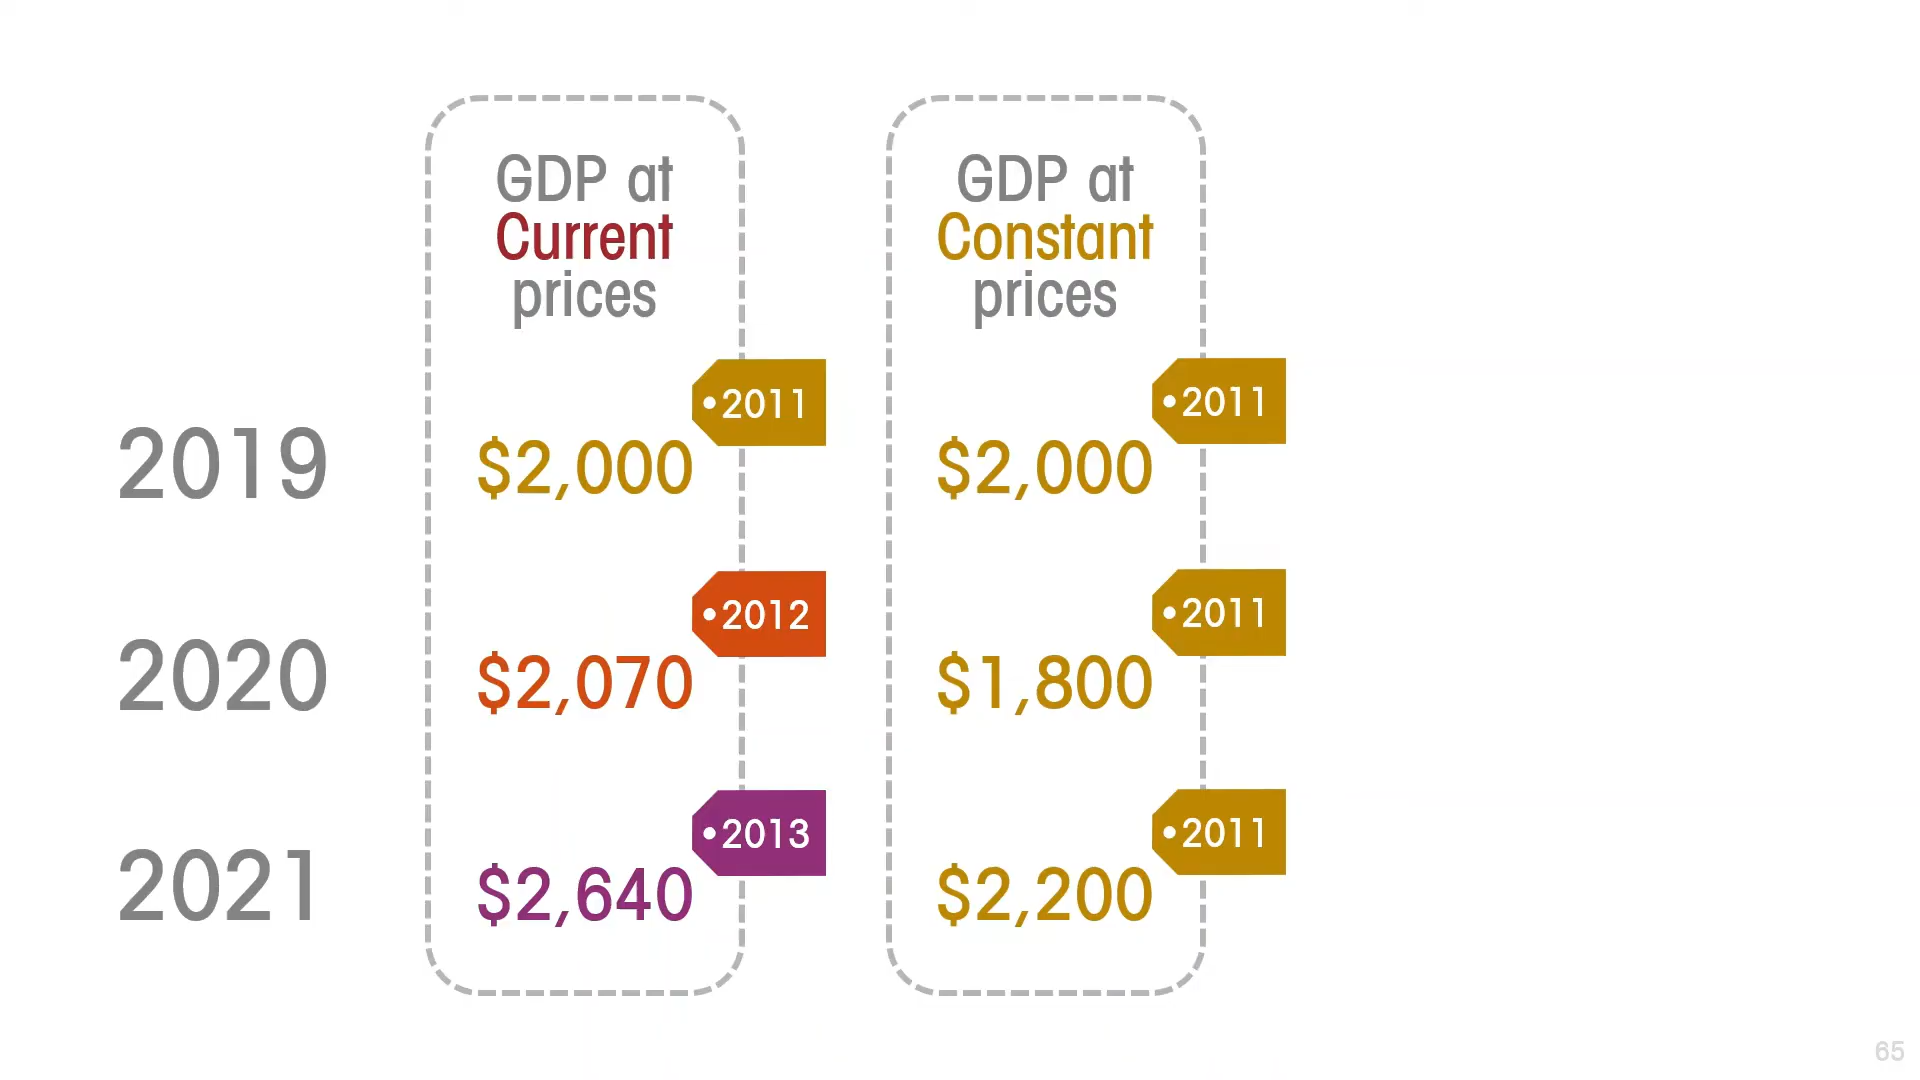 GDP at
Current
prices
GDP at
Constant
prices
2011
2011
2019
$2,000
$2,000
2012
2011
2020
$2,070
$1,800
2013
2011
2021
$2,640
$2,200
65